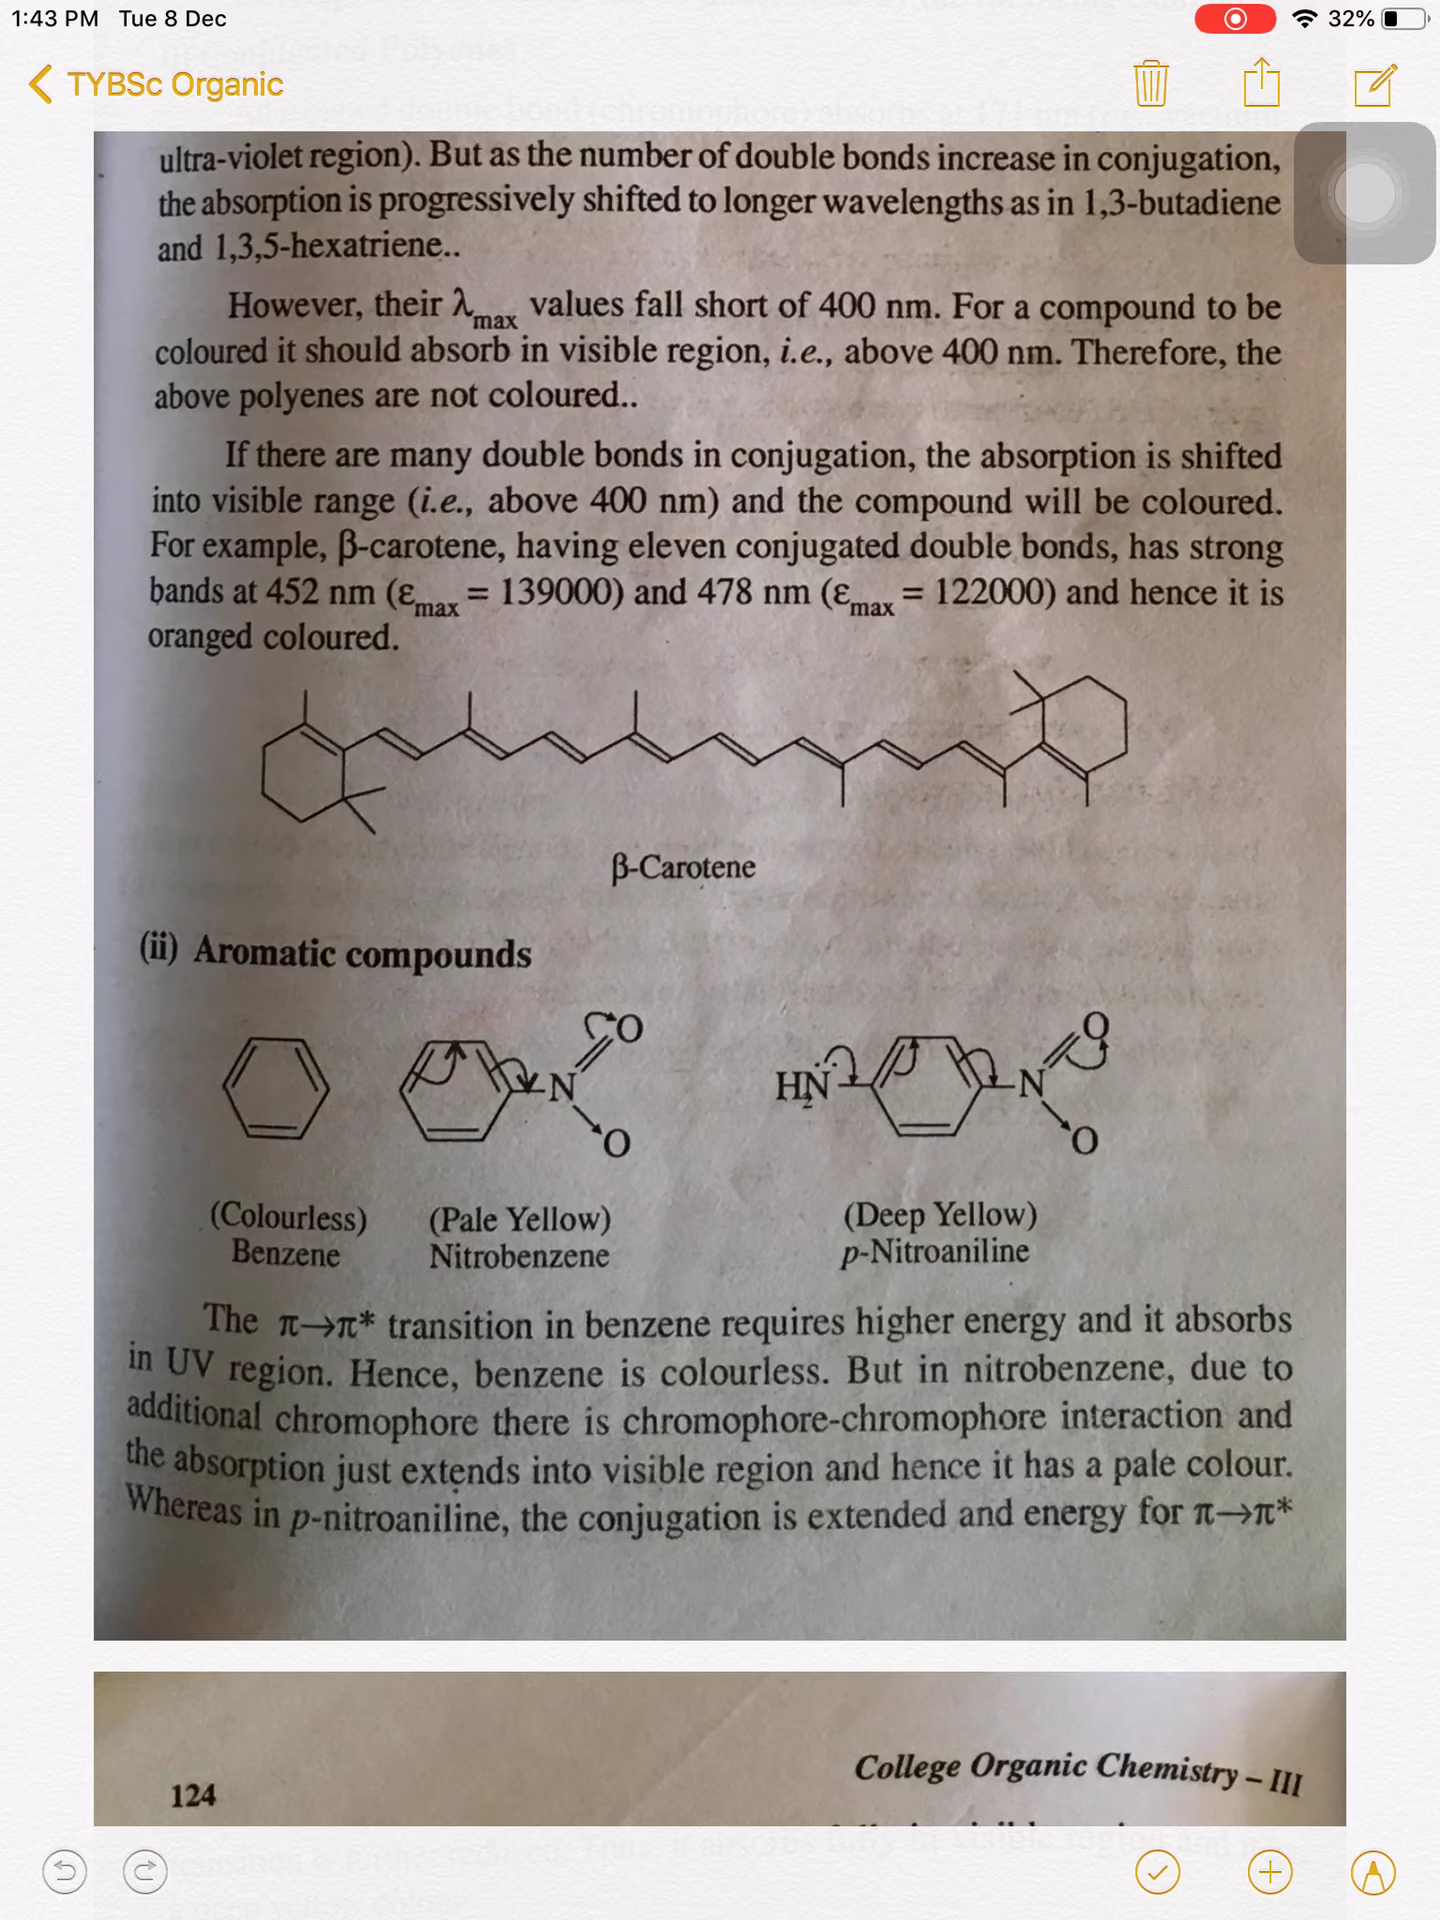 1:43 PM Tue 8 Dec
32%
TYBSc Organic
ultra-violet region). But as the number of double bonds increase in conjugation,
the absorption is progressively shifted to longer wavelengths as in 1,3-butadiene
and 1,3,5-hexatriene..
However, their λmax values fall short of 400 nm. For a compound to be
coloured it should absorb in visible region, i.e., above 400 nm. Therefore, the
above polyenes are not coloured..
If there are many double bonds in conjugation, the absorption is shifted
into visible range (i.e., above 400 nm) and the compound will be coloured.
For example, β-carotene, having eleven conjugated double bonds, has strong
bands at 452 nm (εmax = 139000) and 478 nm (εmax = 122000) and hence it is
oranged coloured.
β-Carotene
(ii) Aromatic compounds
O
N
O
H2N
O
N
O
(Colourless) (Pale Yellow) (Deep Yellow)
Benzene Nitrobenzene p-Nitroaniline
The π→π* transition in benzene requires higher energy and it absorbs
in UV region. Hence, benzene is colourless. But in nitrobenzene, due to
additional chromophore there is chromophore-chromophore interaction and
the absorption just extends into visible region and hence it has a pale colour.
Whereas in p-nitroaniline, the conjugation is extended and energy for π→π*
124
College Organic Chemistry – III